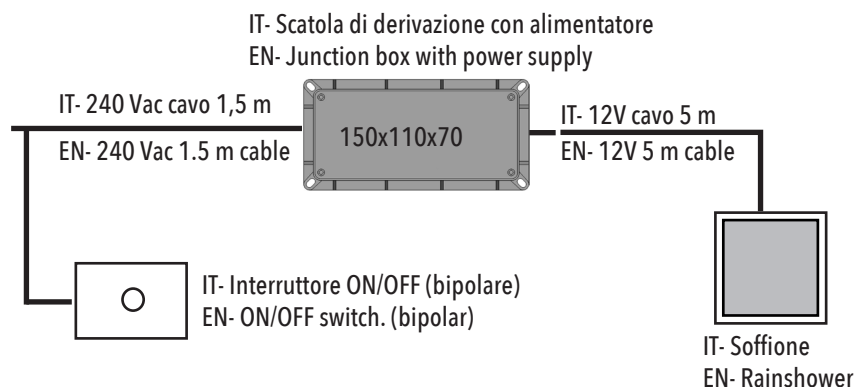 IT- Scatola di derivazione con alimentatore
EN- Junction box with power supply
IT- 240 Vac cavo 1,5 m
EN- 240 Vac 1.5 m cable
150x110x70
IT- 12V cavo 5 m
EN- 12V 5 m cable
IT- Interruttore ON/OFF (bipolare)
EN- ON/OFF switch. (bipolar)
IT- Soffione
EN- Rainshower